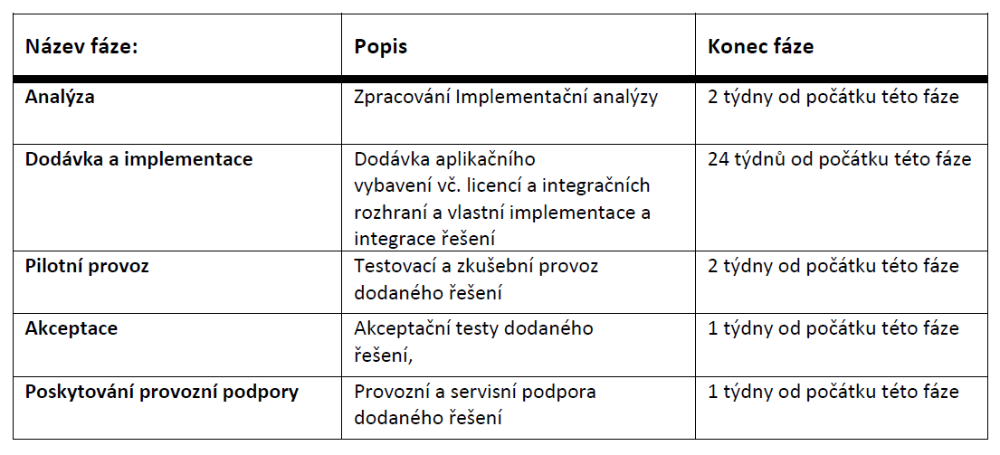 Název fáze:
Popis
Konec fáze
Analýza
Zpracování Implementační analýzy
2 týdny od počátku této fáze
Dodávka a implementace
Dodávka aplikačního
vybavení vč. licencí a integračních
rozhraní a vlastní implementace a
integrace řešení
24 týdnů od počátku této fáze
Pilotní provoz
Testovací a zkušební provoz
dodaného řešení
2 týdny od počátku této fáze
Akceptace
Akceptační testy dodaného
řešení,
1 týdny od počátku této fáze
Poskytování provozní podpory
Provozní a servisní podpora
dodaného řešení
1 týdny od počátku této fáze